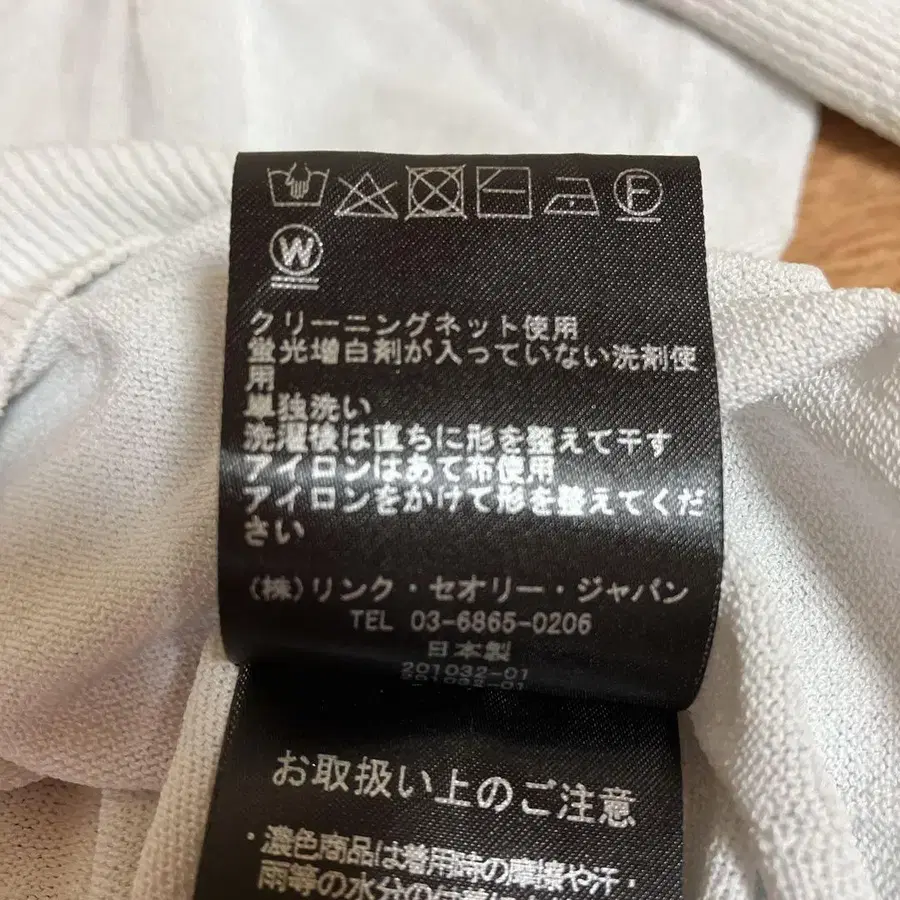 F
W
クリーニングネット使用
蛍光増白剤が入っていない洗剤使
用
単独洗い
洗濯後は直ちに形を整えて干す
アイロンはあて布使用
アイロンをかけて形を整えてくだ
さい
(株)リンク・セオリー・ジャパン
TEL 03-6865-0206
日本製
201032-01
お取扱い上のご注意
・濃色商品は着用時の摩擦や汗・
雨等の水分の